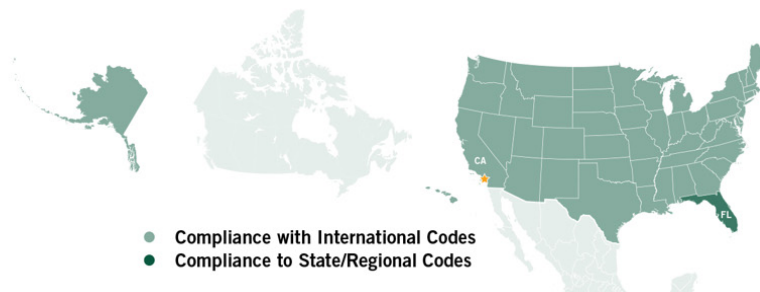 CA
FL
Compliance with International Codes
Compliance to State/Regional Codes